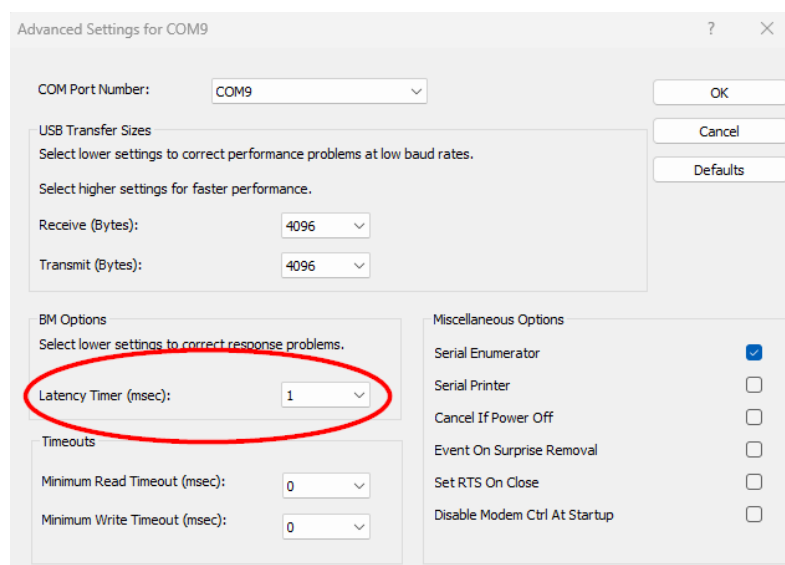 Advanced Settings for COM9
?
COM Port Number:
COM9
OK
USB Transfer Sizes
Cancel
Select lower settings to correct performance problems at low baud rates.
Defaults
Select higher settings for faster performance.
Receive (Bytes):
4096
Transmit (Bytes):
4096
BM Options
Select lower settings to correct response problems.
Latency Timer (msec):
1
Timeouts
Minimum Read Timeout (msec):
0
Minimum Write Timeout (msec):
0
Miscellaneous Options
Serial Enumerator
Serial Printer
Cancel If Power Off
Event On Surprise Removal
Set RTS On Close
Disable Modem Ctrl At Startup